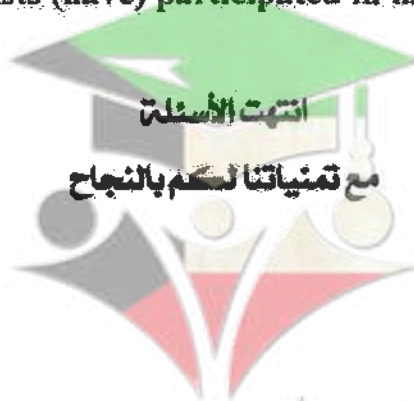 (have) participated in
انتهت الأسئلة
مع تمنياتنا لكم بالنجاح